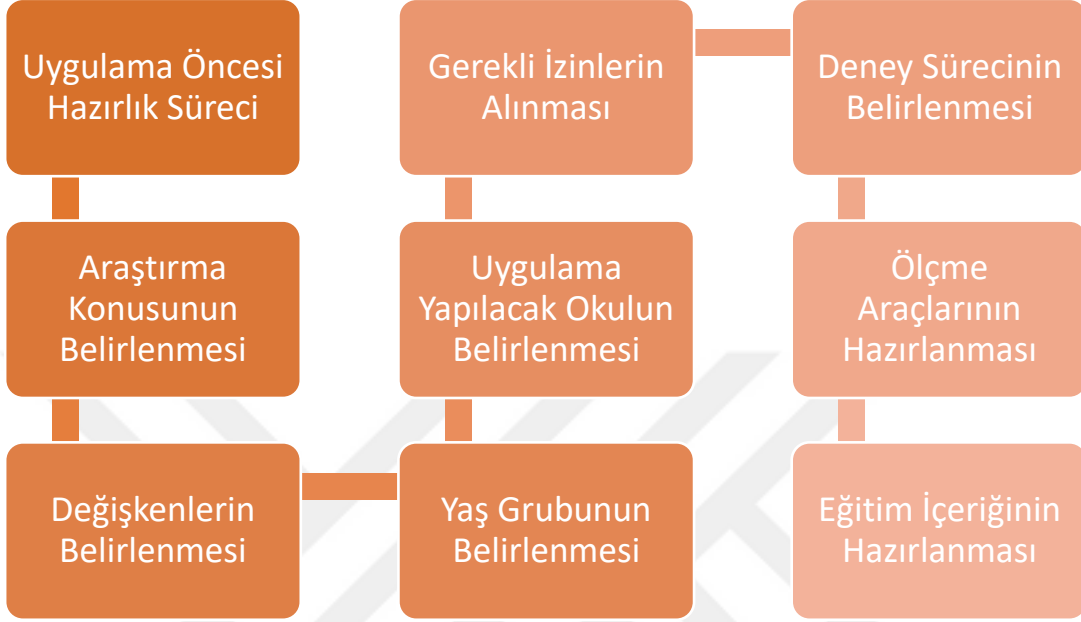 Uygulama Öncesi
Hazırlık Süreci
Araştırma
Konusunun
Belirlenmesi
Değişkenlerin
Belirlenmesi
Yaş Grubunun
Belirlenmesi
Uygulama
Yapılacak Okulun
Belirlenmesi
Gerekli İzinlerin
Alınması
Deney Sürecinin
Belirlenmesi
Ölçme
Araçlarının
Hazırlanması
Eğitim İçeriğinin
Hazırlanması